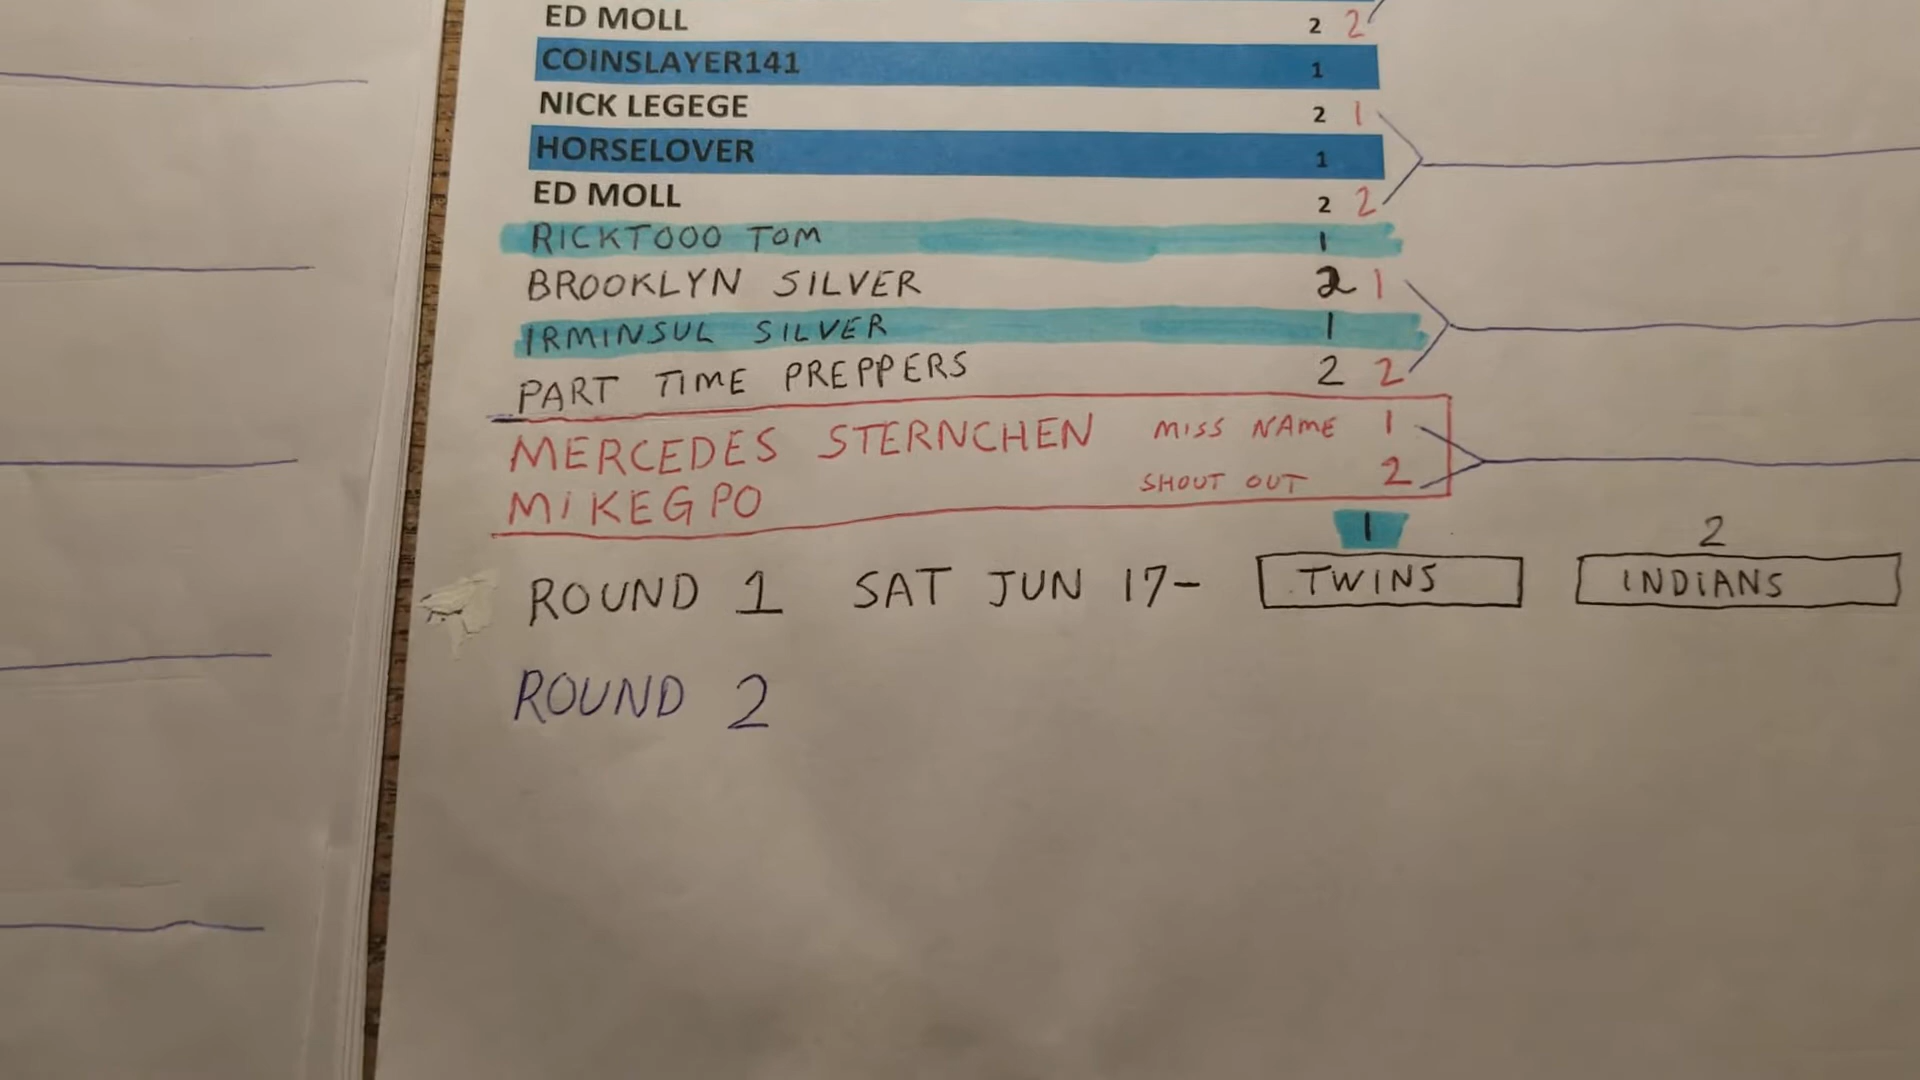 ED MOLL 2 2
COINSLAYER141 1
NICK LEGEGE 2 1
HORSELOVER 1
ED MOLL 2 2
RICKTOOO TOM 1
BROOKLYN SILVER 2 1
IRMINSUL SILVER 1
PART TIME PREPPERS 2 2
MERCEDES STERNCHEN MISS NAME 1
MIKEGPO SHOUT OUT 2
1 2
ROUND 1 SAT JUN 17- TWINS INDIANS
ROUND 2